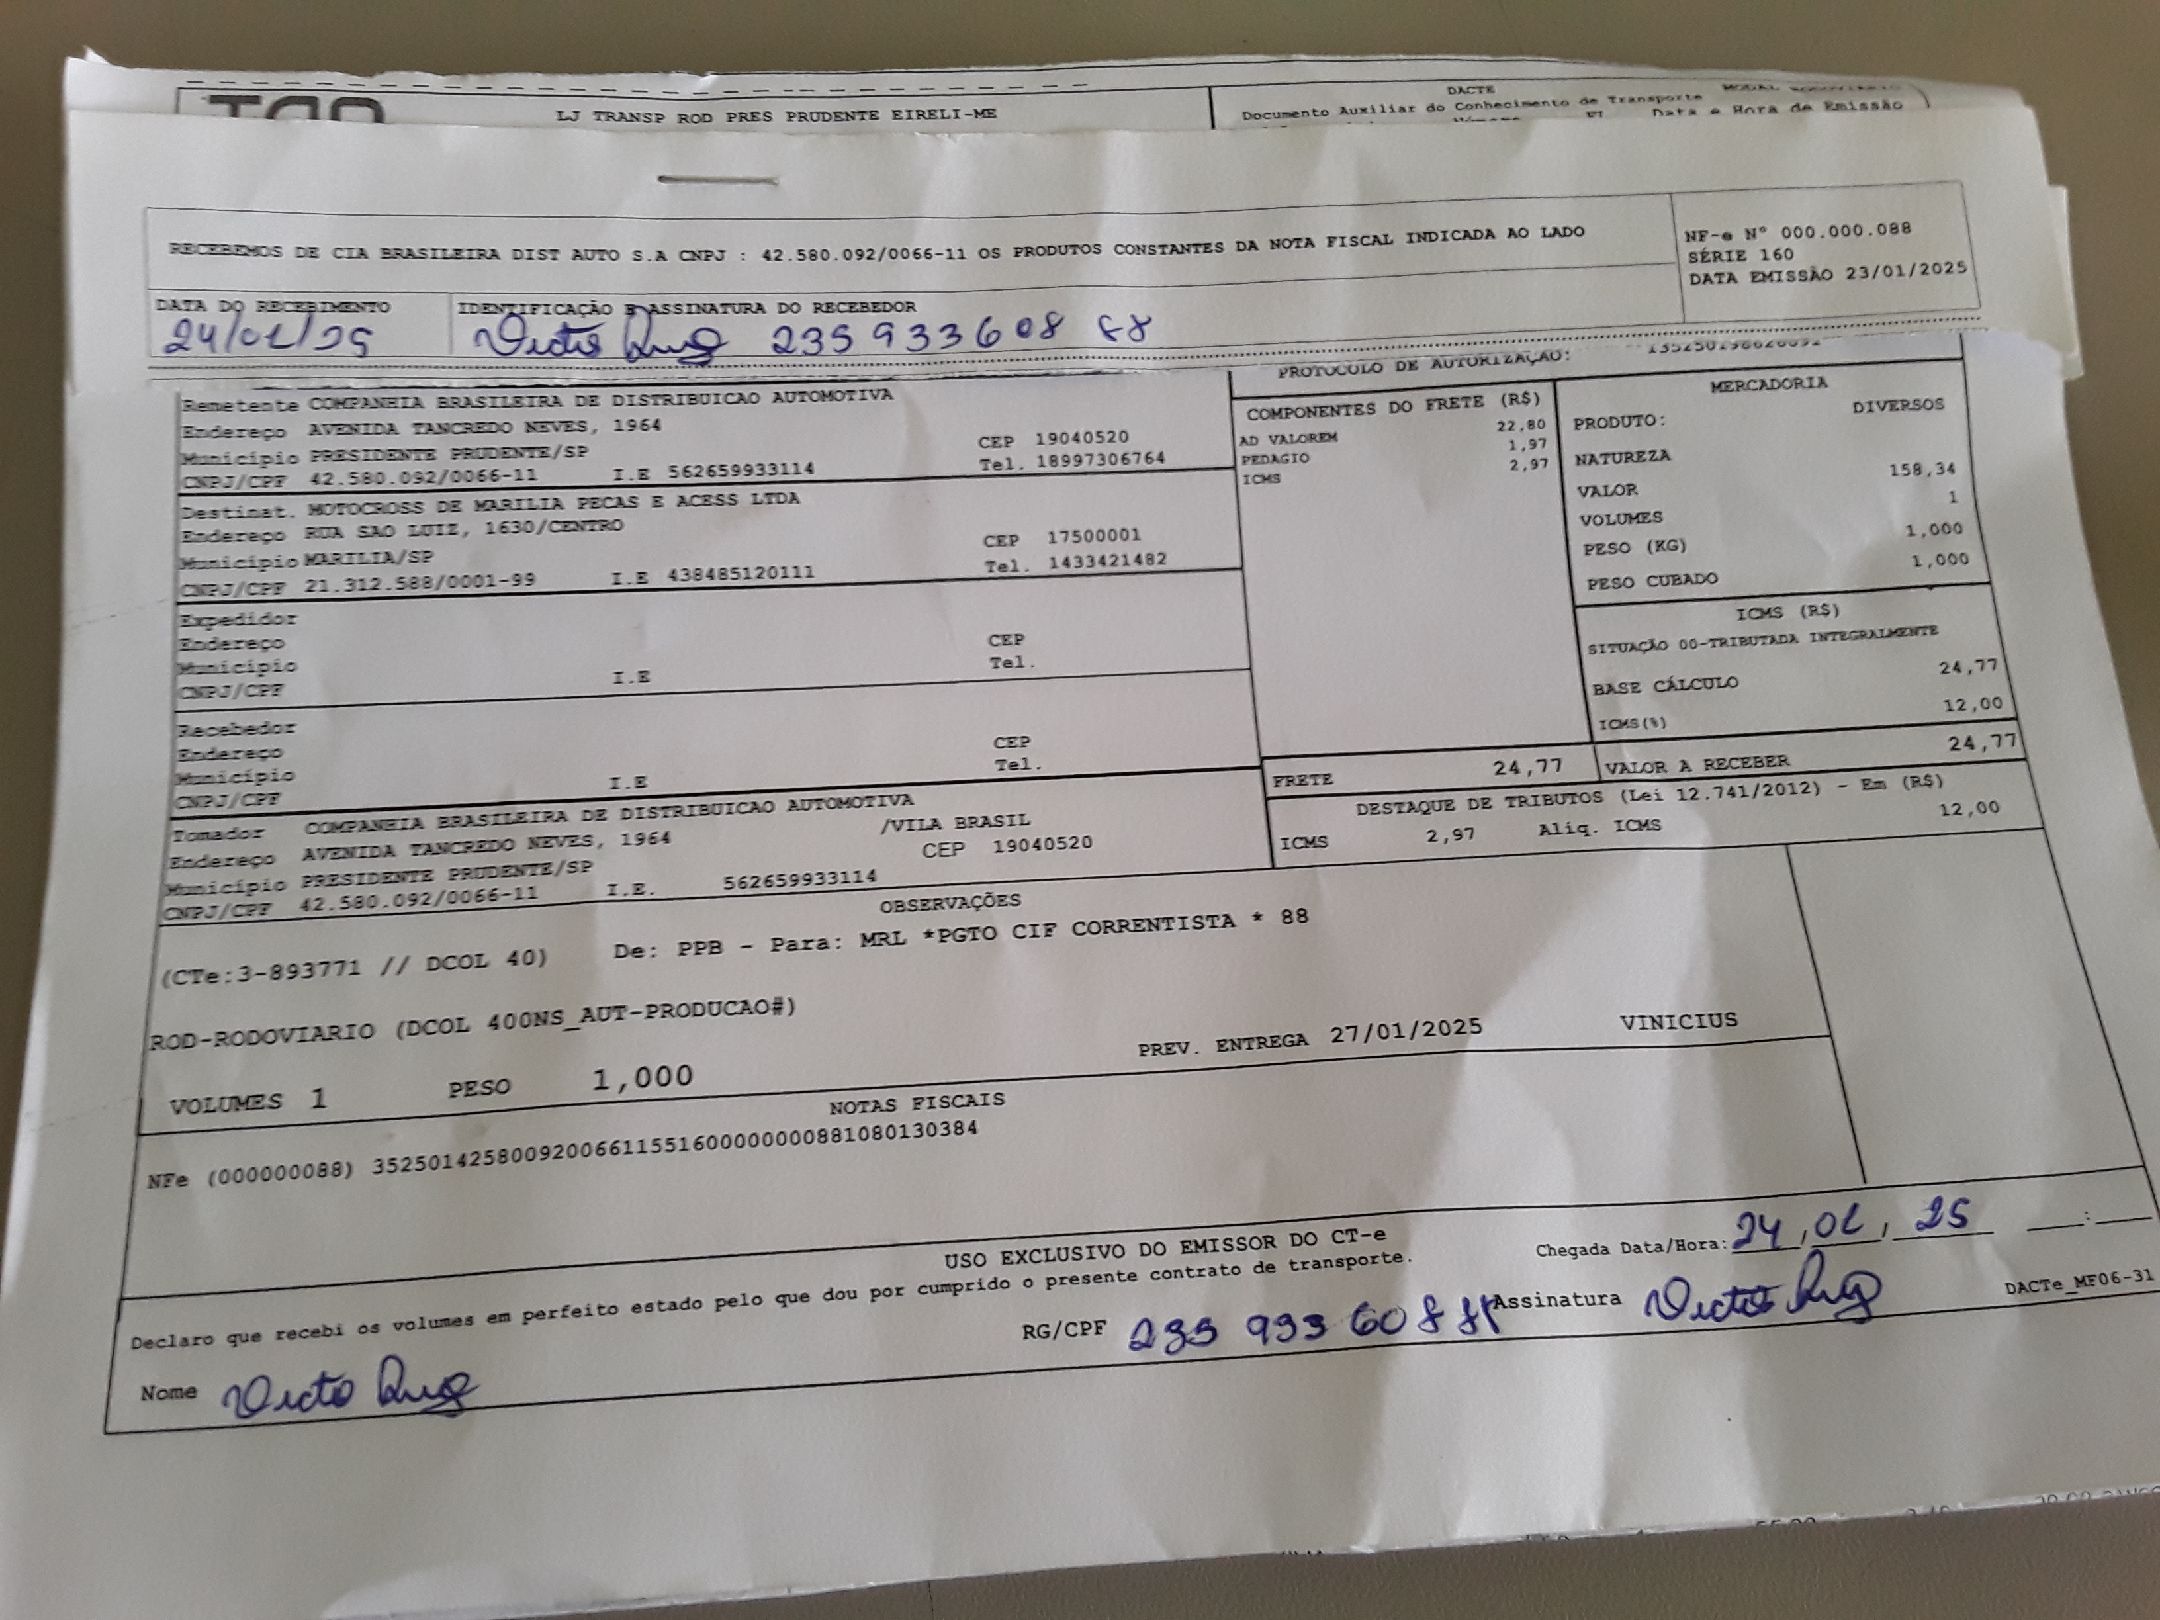 LJ TRANSP ROD PRES PRUDENTE EIRELI-ME
DACTE
Documento Auxiliar do Conhecimento de Transporte
Data e Hora de Emissão
RECEBEMOS DE CIA BRASILEIRA DIST AUTO S.A CNPJ : 42.580.092/0066-11 OS PRODUTOS CONSTANTES DA NOTA FISCAL INDICADA AO LADO
NF-e Nº 000.000.088
SÉRIE 160
DATA EMISSÃO 23/01/2025
DATA DO RECEBIMENTO
24/01/25
IDENTIFICAÇÃO E ASSINATURA DO RECEBEDOR
235933608 88
PROTOCOLO DE AUTORIZAÇÃO:
Remetente COMPANHIA BRASILEIRA DE DISTRIBUICAO AUTOMOTIVA
Endereço AVENIDA TANCREDO NEVES, 1964
Município PRESIDENTE PRUDENTE/SP CEP 19040520
CNPJ/CPF 42.580.092/0066-11 I.E 562659933114 Tel. 18997306764
Destinat. MOTOCROSS DE MARILIA PECAS E ACESS LTDA
Endereço RUA SAO LUIZ, 1630/CENTRO
Município MARILIA/SP CEP 17500001
CNPJ/CPF 21.312.588/0001-99 I.E 438485120111 Tel. 1433421482
Expedidor
Endereço
Município CEP
CNPJ/CPF I.E Tel.
Recebedor
Endereço
Município CEP
CNPJ/CPF I.E Tel.
Tomador COMPANHIA BRASILEIRA DE DISTRIBUICAO AUTOMOTIVA
Endereço AVENIDA TANCREDO NEVES, 1964 /VILA BRASIL
Município PRESIDENTE PRUDENTE/SP CEP 19040520
CNPJ/CPF 42.580.092/0066-11 I.E. 562659933114
COMPONENTES DO FRETE (R$)
22,80
AD VALOREM 1,97
PEDAGIO 2,97
ICMS
MERCADORIA
PRODUTO: DIVERSOS
NATUREZA
VALOR 158,34
VOLUMES 1
PESO (KG) 1,000
PESO CUBADO 1,000
ICMS (R$)
SITUAÇÃO 00-TRIBUTADA INTEGRALMENTE
BASE CÁLCULO 24,77
ICMS(%) 12,00
FRETE 24,77 VALOR A RECEBER 24,77
DESTAQUE DE TRIBUTOS (Lei 12.741/2012) - Em (R$)
ICMS 2,97 Aliq. ICMS 12,00
OBSERVAÇÕES
(CTe:3-893771 // DCOL 40) De: PPB - Para: MRL *PGTO CIF CORRENTISTA * 88
ROD-RODOVIARIO (DCOL 400NS_AUT-PRODUCAO#)
PREV. ENTREGA 27/01/2025 VINICIUS
VOLUMES 1 PESO 1,000
NOTAS FISCAIS
NFe (000000088) 35250142580092006611551600000000881080130384
USO EXCLUSIVO DO EMISSOR DO CT-e
Declaro que recebi os volumes em perfeito estado pelo que dou por cumprido o presente contrato de transporte.
Chegada Data/Hora: 24,01,25 __:__
Nome
RG/CPF 235 933 608 88 Assinatura
DACTe_MF06-31